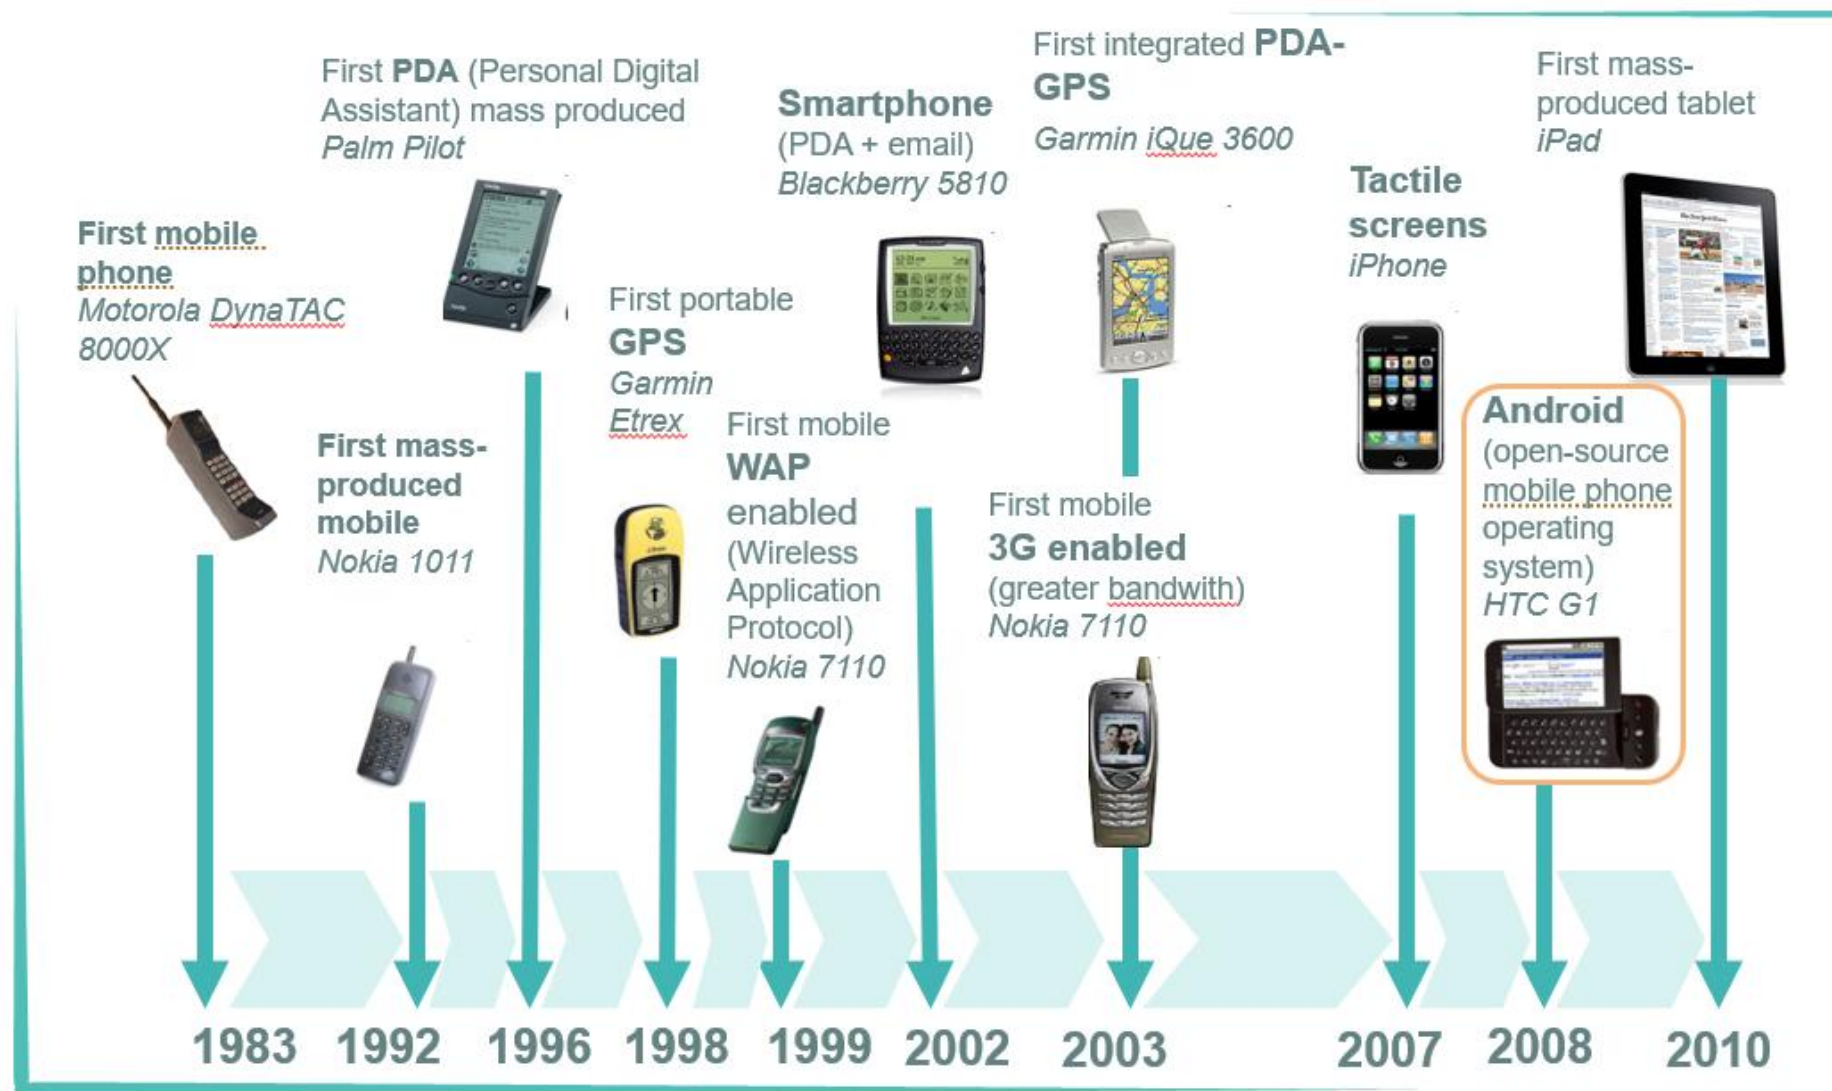 First mobile
phone
Motorola DynaTAC
8000X
First mass-
produced
mobile
Nokia 1011
First PDA (Personal Digital
Assistant) mass produced
Palm Pilot
First portable
GPS
Garmin
Etrex
First mobile
WAP
enabled
(Wireless
Application
Protocol)
Nokia 7110
Smartphone
(PDA + email)
Blackberry 5810
First integrated PDA-
GPS
Garmin iQue 3600
First mobile
3G enabled
(greater bandwith)
Nokia 7110
Tactile
screens
iPhone
Android
(open-source
mobile phone
operating
system)
HTC G1
First mass-
produced tablet
iPad
1983 1992 1996 1998 1999 2002 2003 2007 2008 2010